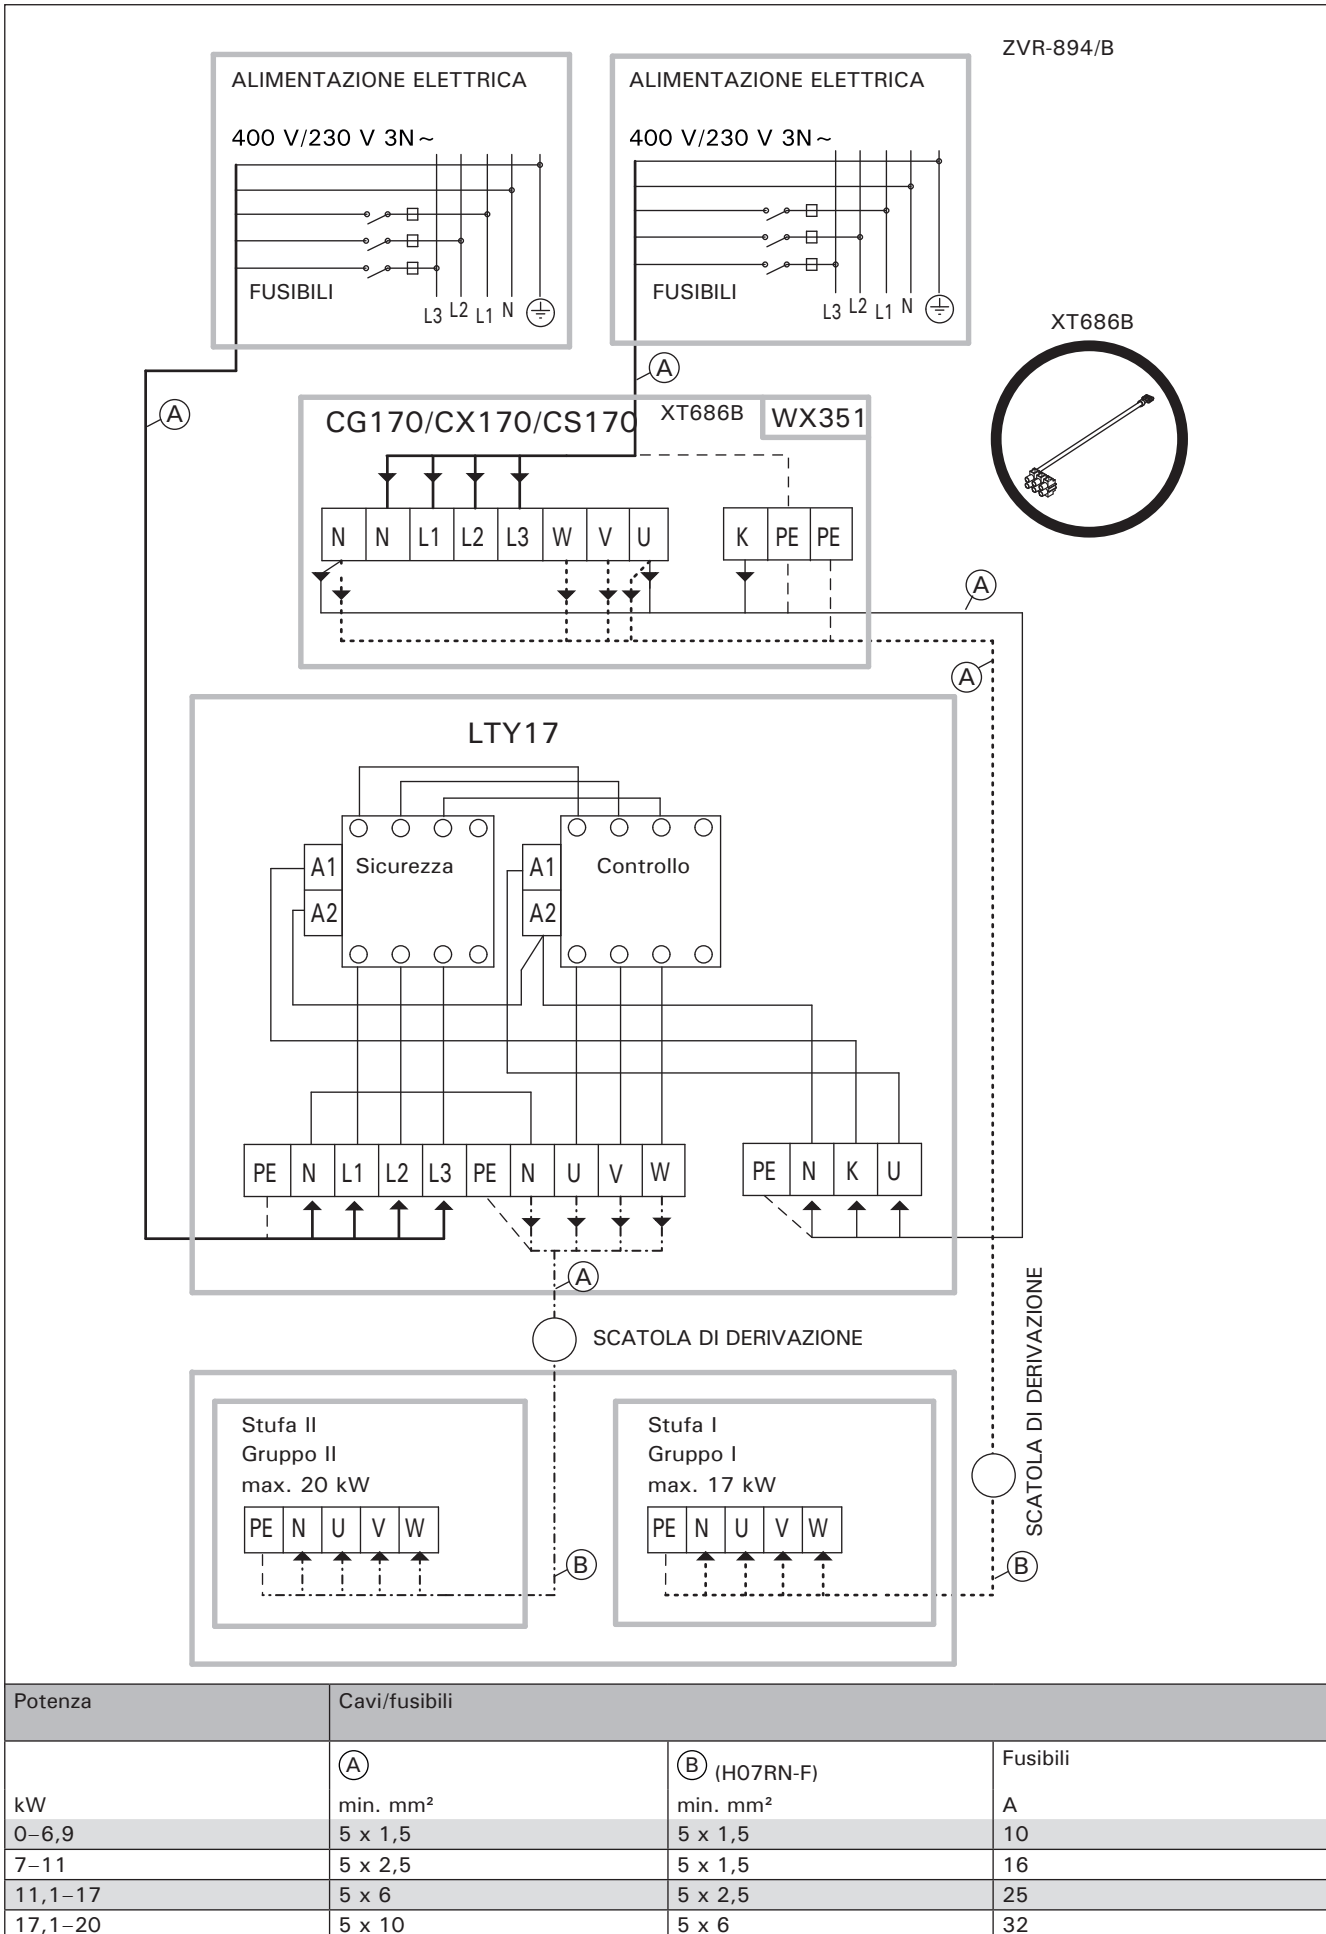 ZVR-894/B
ALIMENTAZIONE ELETTRICA
400 V/230 V 3N~
FUSIBILI
L3 L2 L1 N
ALIMENTAZIONE ELETTRICA
400 V/230 V 3N~
FUSIBILI
L3 L2 L1 N
XT686B
A
A
CG170/CX170/CS170
XT686B
WX351
N N L1 L2 L3 W V U
K PE PE
A
A
LTY17
A1
A2
Sicurezza
A1
A2
Controllo
PE N L1 L2 L3 PE N U V W
PE N K U
A
SCATOLA DI DERIVAZIONE
SCATOLA DI DERIVAZIONE
Stufa II
Gruppo II
max. 20 kW
PE N U V W
B
Stufa I
Gruppo I
max. 17 kW
PE N U V W
B
Potenza Cavi/fusibili
A B (H07RN-F) Fusibili
kW min. mm² min. mm² A
0–6,9 5 x 1,5 5 x 1,5 10
7–11 5 x 2,5 5 x 1,5 16
11,1–17 5 x 6 5 x 2,5 25
17,1–20 5 x 10 5 x 6 32